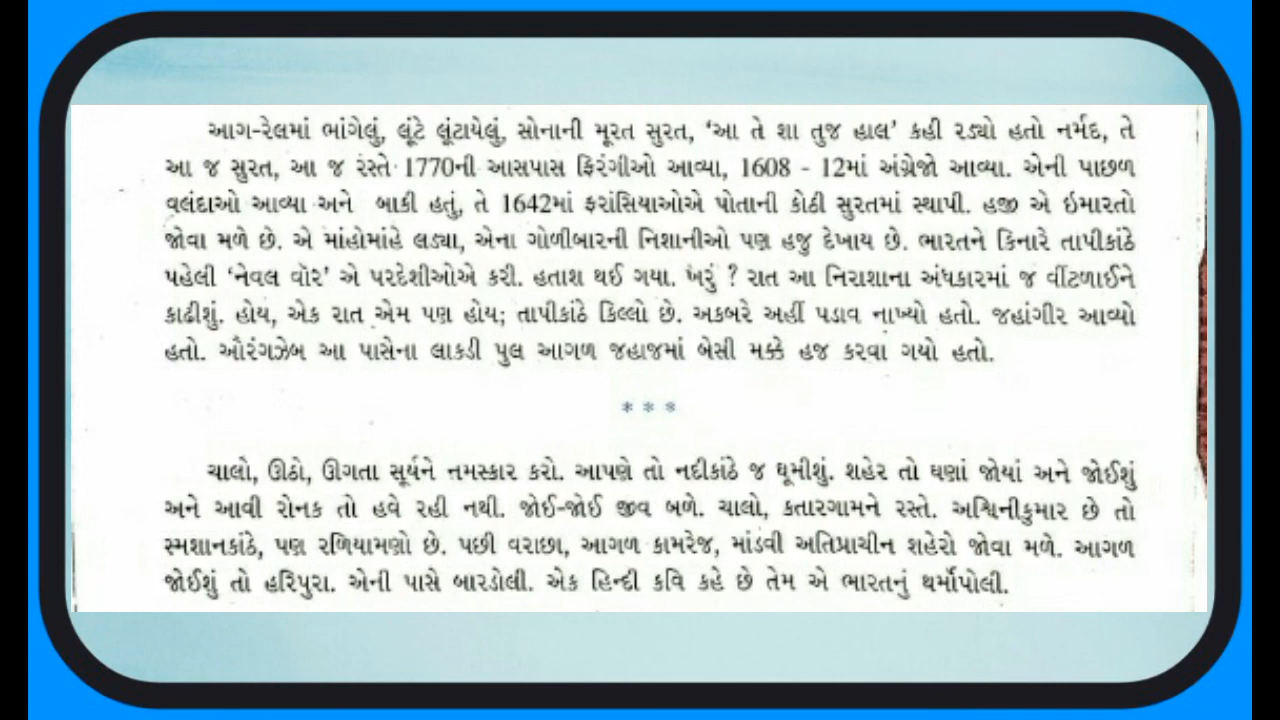 આગ-રેલમાં ભાંગેલું, લૂંટે લૂંટાયેલું, સોનાની મૂરત સુરત, ‘આ તે શા તુજ હાલ’ કહી રડ્યો હતો નર્મદ, તે
આ જ સુરત, આ જ રસ્તે 1770ની આસપાસ ફિરંગીઓ આવ્યા, 1608 - 12માં અંગ્રેજો આવ્યા. એની પાછળ
વલંદાઓ આવ્યા અને બાકી હતું, તે 1642માં ફરાંસિયાઓએ પોતાની કોઠી સુરતમાં સ્થાપી. હજી એ ઇમારતો
જોવા મળે છે. એ માંહોમાંહે લડ્યા, એના ગોળીબારની નિશાનીઓ પણ હજુ દેખાય છે. ભારતને કિનારે તાપીકાંઠે
પહેલી ‘નેવલ વૉર’ એ પરદેશીઓએ કરી. હતાશ થઈ ગયા. ખરું ? રાત આ નિરાશાના અંધકારમાં જ વીંટળાઈને
કાઢીશું. હોય, એક રાત એમ પણ હોય; તાપીકાંઠે કિલ્લો છે. અકબરે અહીં પડાવ નાખ્યો હતો. જહાંગીર આવ્યો
હતો. ઔરંગઝેબ આ પાસેના લાકડી પુલ આગળ જહાજમાં બેસી મક્કે હજ કરવા ગયો હતો.
* * *
ચાલો, ઊઠો, ઊગતા સૂર્યને નમસ્કાર કરો. આપણે તો નદીકાંઠે જ ઘૂમીશું. શહેર તો ઘણાં જોયાં અને જોઈશું
અને આવી રોનક તો હવે રહી નથી. જોઈ-જોઈ જીવ બળે. ચાલો, કતારગામને રસ્તે. અશ્વિનીકુમાર છે તો
સ્મશાનકાંઠે, પણ રળિયામણો છે. પછી વરાછા, આગળ કામરેજ, માંડવી અતિપ્રાચીન શહેરો જોવા મળે. આગળ
જોઈશું તો હરિપુરા. એની પાસે બારડોલી. એક હિન્દી કવિ કહે છે તેમ એ ભારતનું થર્મોપોલી.